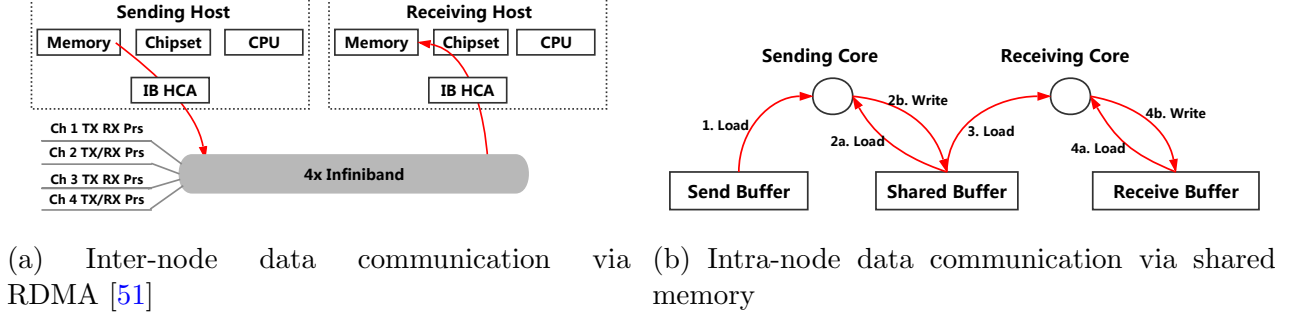 Sending Host
Receiving Host
Memory
Chipset
CPU
Memory
Chipset
CPU
IB HCA
IB HCA
Ch 1 TX RX Prs
Ch 2 TX/RX Prs
Ch 3 TX RX Prs
Ch 4 TX/RX Prs
4x Infiniband
(a) Inter-node data communication via
RDMA [51]
Sending Core
Receiving Core
1. Load
2b. Write
2a. Load
3. Load
4b. Write
4a. Load
Send Buffer
Shared Buffer
Receive Buffer
(b) Intra-node data communication via shared
memory